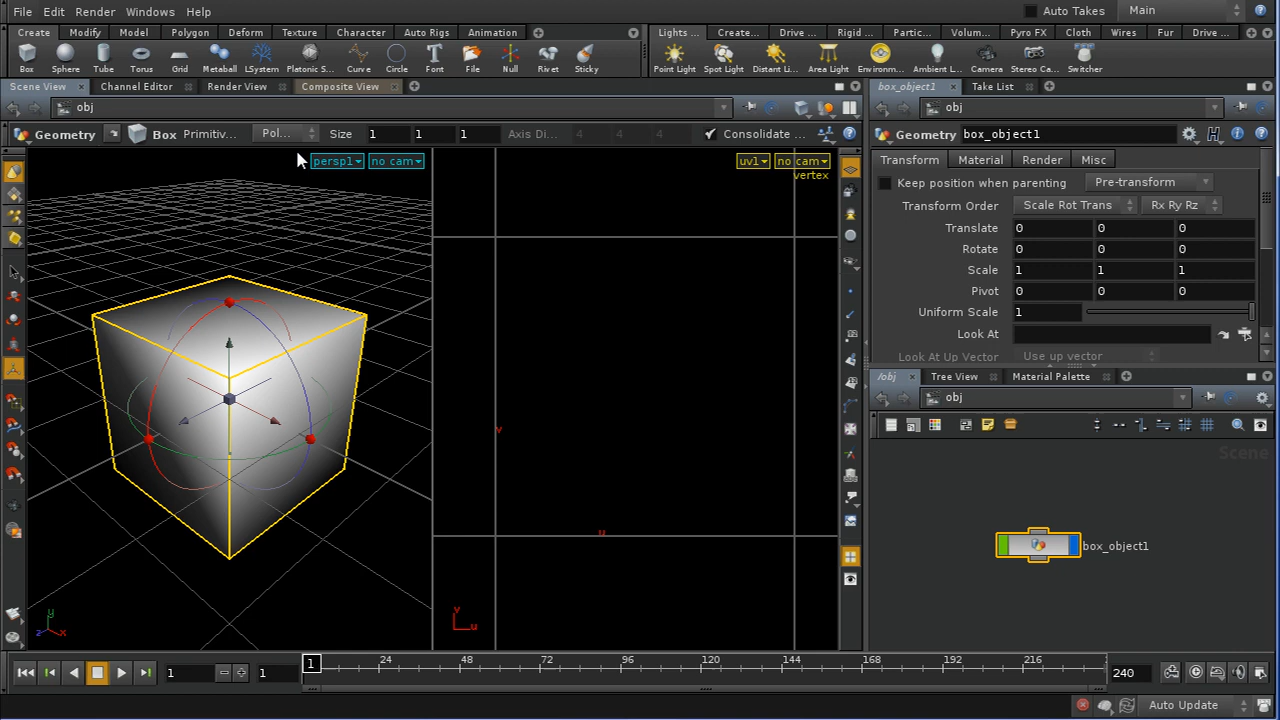 File Edit Render Windows Help Auto Takes Main
Create Modify Model Polygon Deform Texture Character Auto Rigs Animation Lights ... Create... Drive ... Rigid ... Partic... Volum... Pyro FX Cloth Wires Fur Drive ...
Box Sphere Tube Torus Grid Metaball LSystem Platonic S... Curve Circle Font File Null Rivet Sticky Point Light Spot Light Distant L... Area Light Environm... Ambient L... Camera Stereo Ca... Switcher
Scene View Channel Editor Render View Composite View box_object1 Take List
obj obj
Geometry Box Primitiv... Pol... Size 1 1 1 Axis Di... 4 4 4 Consolidate ... Geometry box_object1
persp1 no cam uv1 no cam
vertex
Transform Material Render Misc
Keep position when parenting Pre-transform
Transform Order Scale Rot Trans Rx Ry Rz
Translate 0 0 0
Rotate 0 0 0
Scale 1 1 1
Pivot 0 0 0
Uniform Scale 1
Look At
Look At Up Vector Use up vector
/obj Tree View Material Palette
obj
Scene
v
u
box_object1
y
z x
v
u
1 1 1 24 48 72 96 120 144 168 192 216 240
Auto Update